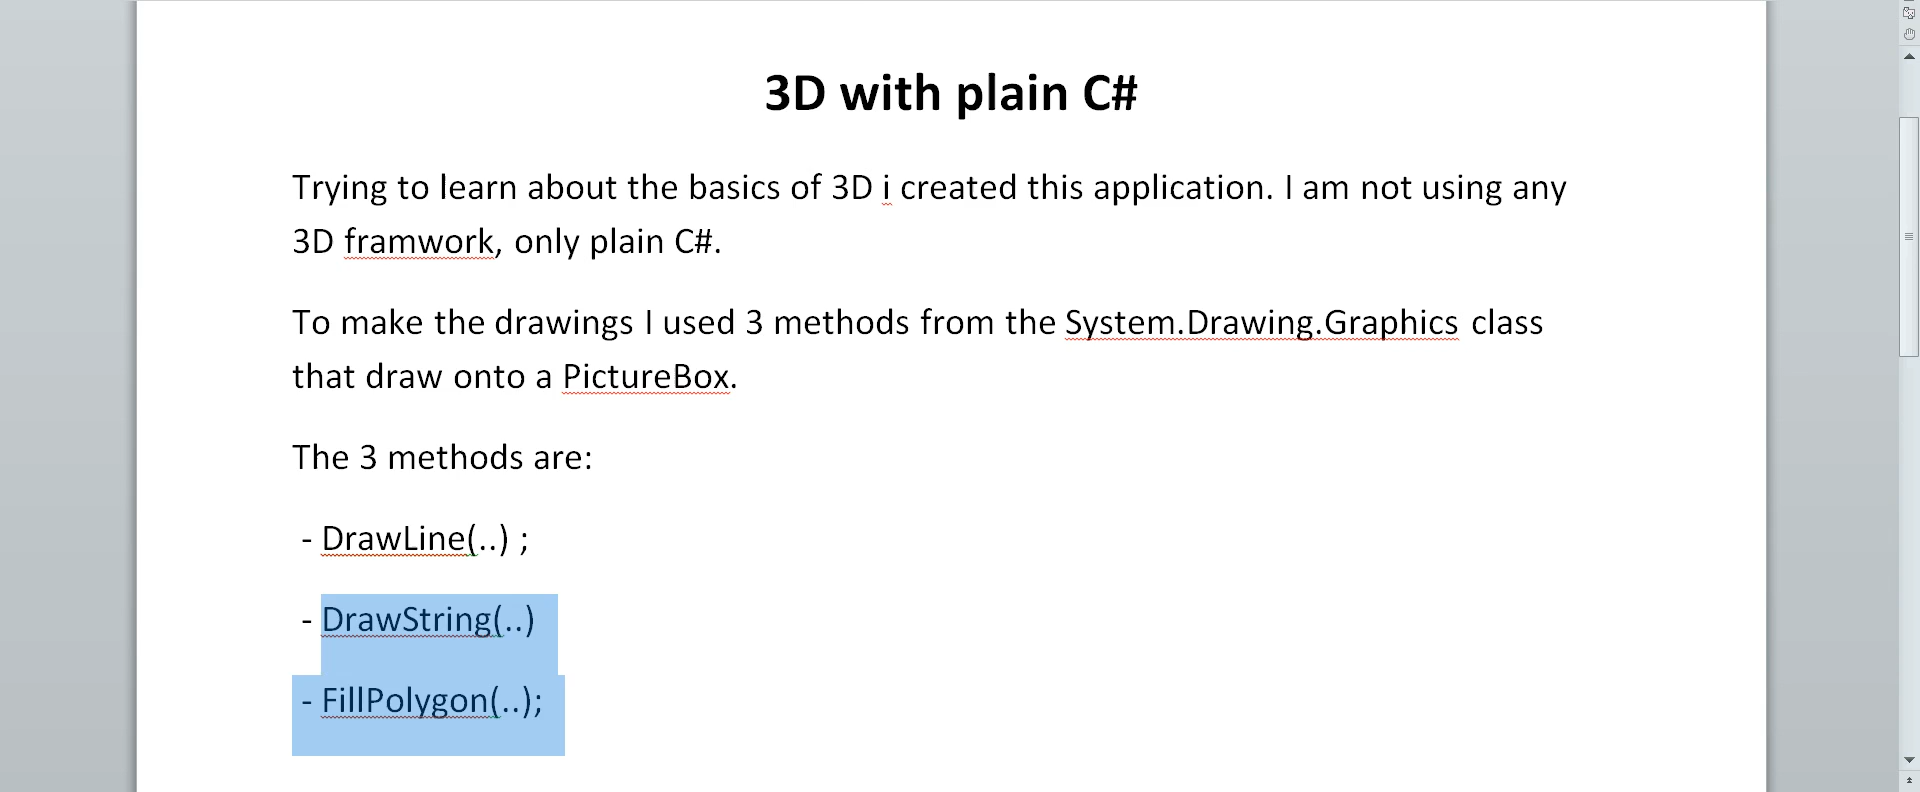 3D with plain C#
Trying to learn about the basics of 3D i created this application. I am not using any
3D framwork, only plain C#.
To make the drawings I used 3 methods from the System.Drawing.Graphics class
that draw onto a PictureBox.
The 3 methods are:
- DrawLine(..) ;
- DrawString(..)
- FillPolygon(..);